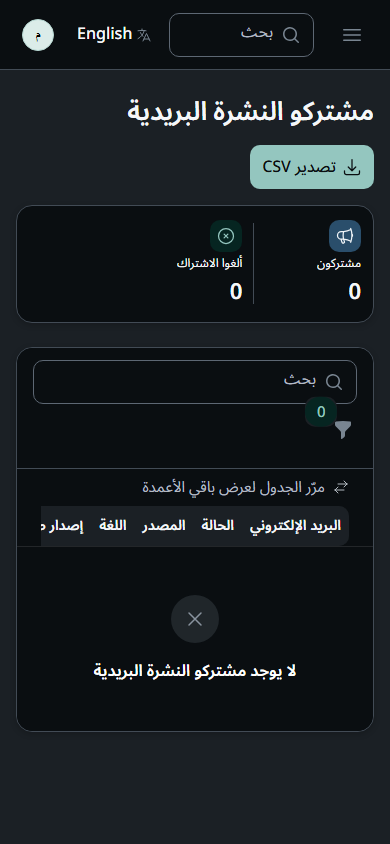 بحث
English
م
مشتركو النشرة البريدية
تصدير CSV
مشتركون
0
ألغوا الاشتراك
0
بحث
0
مرّر الجدول لعرض باقي الأعمدة
البريد الإلكتروني الحالة المصدر اللغة إصدار
لا يوجد مشتركو النشرة البريدية